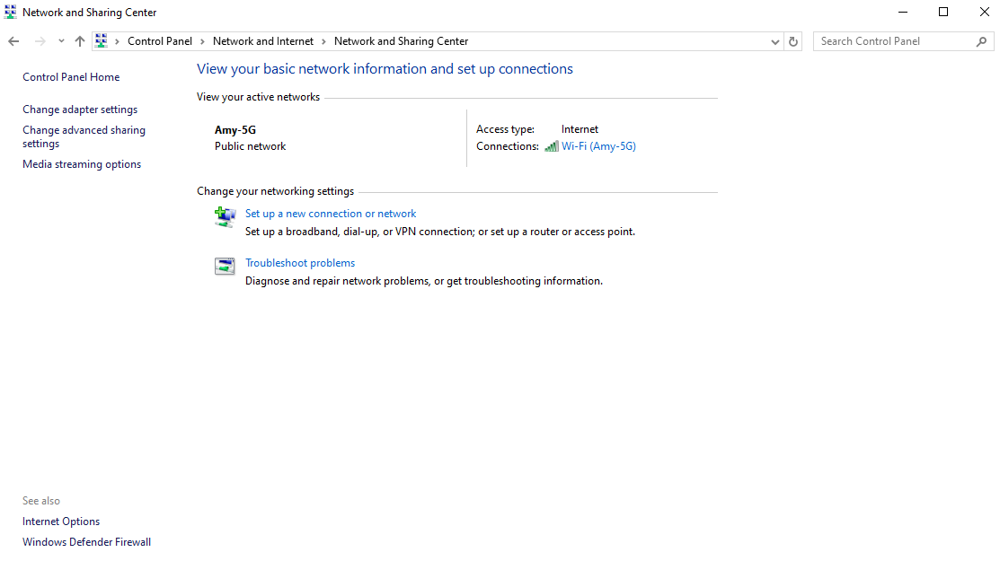 Network and Sharing Center
Control Panel > Network and Internet > Network and Sharing Center
Search Control Panel
Control Panel Home
Change adapter settings
Change advanced sharing
settings
Media streaming options
View your basic network information and set up connections
View your active networks
Amy-5G
Public network
Access type: Internet
Connections: Wi-Fi (Amy-5G)
Change your networking settings
Set up a new connection or network
Set up a broadband, dial-up, or VPN connection; or set up a router or access point.
Troubleshoot problems
Diagnose and repair network problems, or get troubleshooting information.
See also
Internet Options
Windows Defender Firewall